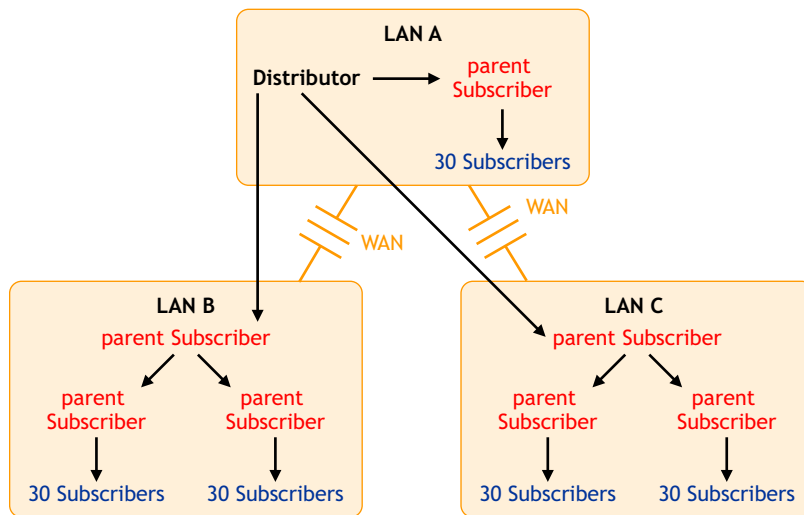 LAN A
Distributor
parent
Subscriber
30 Subscribers
WAN
WAN
LAN B
parent Subscriber
parent
Subscriber
parent
Subscriber
30 Subscribers
30 Subscribers
LAN C
parent Subscriber
parent
Subscriber
parent
Subscriber
30 Subscribers
30 Subscribers